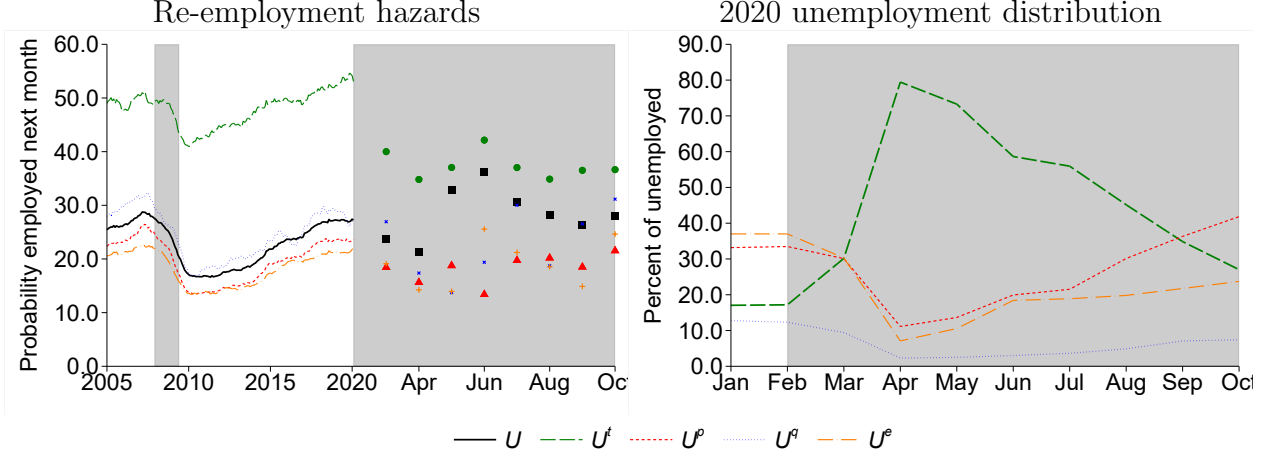 Re-employment hazards
Probability employed next month
60.0
50.0
40.0
30.0
20.0
10.0
0.0
2005 2010 2015 2020 Apr Jun Aug Oct
2020 unemployment distribution
Percent of unemployed
90.0
80.0
70.0
60.0
50.0
40.0
30.0
20.0
10.0
0.0
Jan Feb Mar Apr May Jun Jul Aug Sep Oct
U U^t U^p U^q U^e